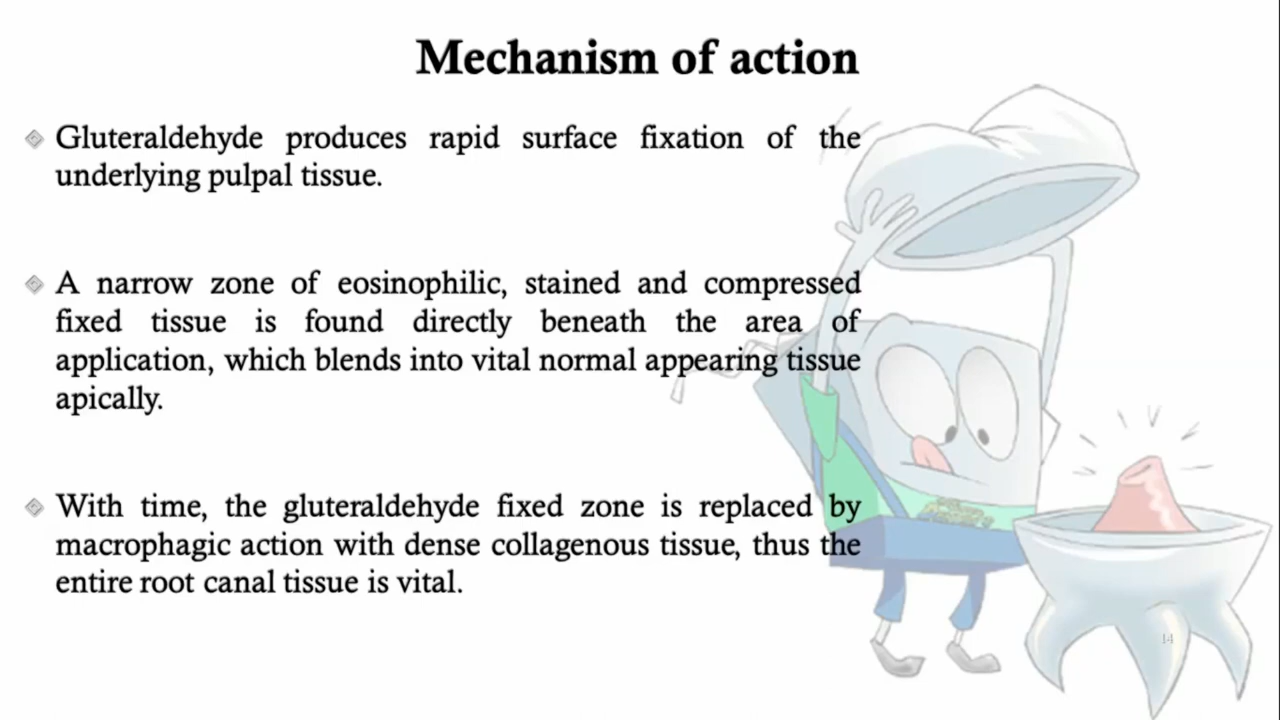 Mechanism of action
Gluteraldehyde produces rapid surface fixation of the
underlying pulpal tissue.
A narrow zone of eosinophilic, stained and compressed
fixed tissue is found directly beneath the area of
application, which blends into vital normal appearing tissue
apically.
With time, the gluteraldehyde fixed zone is replaced by
macrophagic action with dense collagenous tissue, thus the
entire root canal tissue is vital.
14